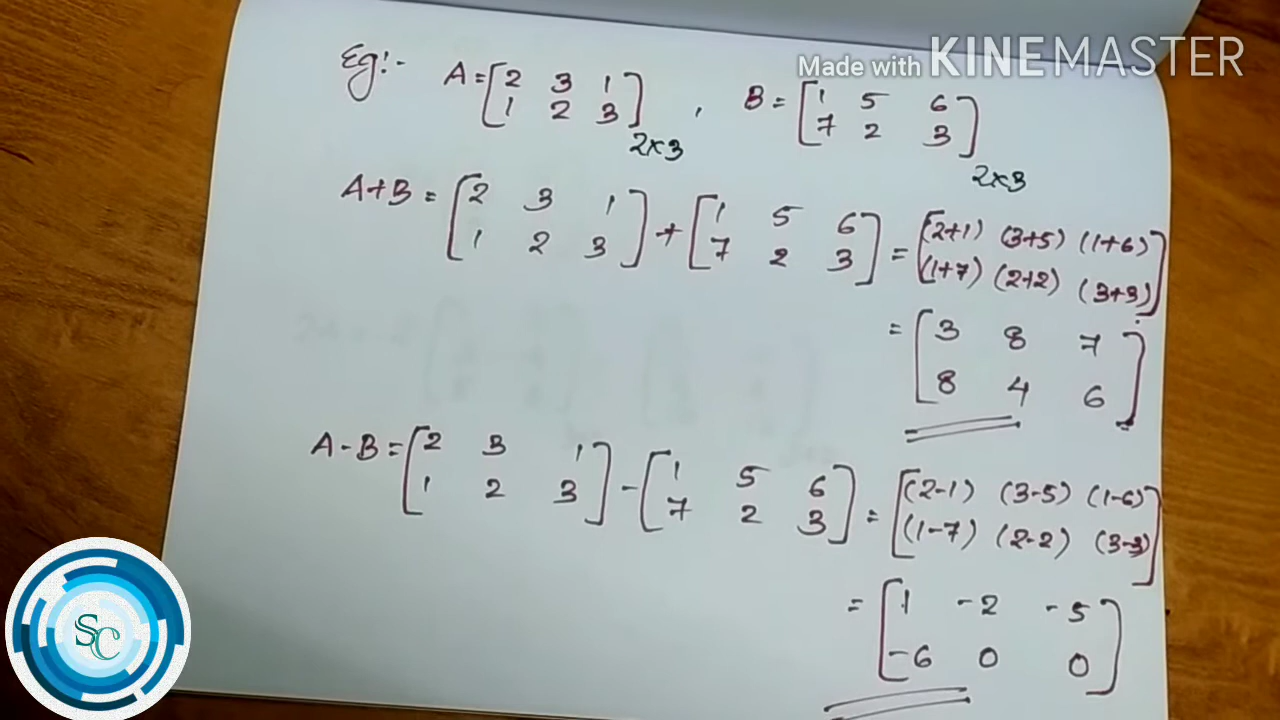 Made with KINEMASTER
Eg:- A = [2 3 1 , B = [1 5 6
1 2 3] 2×3 7 2 3] 2×3
A+B = [2 3 1 + [1 5 6 = [(2+1) (3+5) (1+6)
1 2 3] 7 2 3] (1+7) (2+2) (3+3)]
= [3 8 7
8 4 6]
A-B = [2 3 1 - [1 5 6 = [(2-1) (3-5) (1-6)
1 2 3] 7 2 3] (1-7) (2-2) (3-3)]
= [1 -2 -5
-6 0 0]
SC